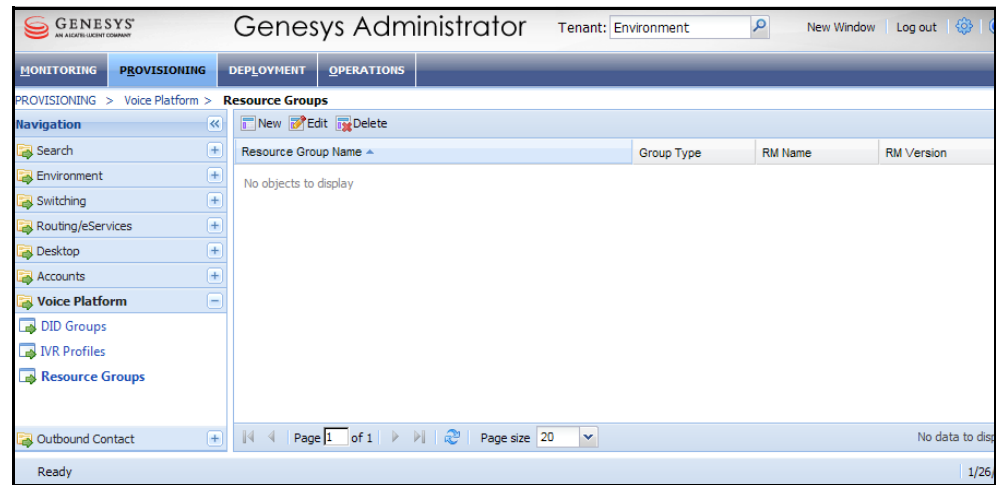 GENESYS
AN ALCATEL-LUCENT COMPANY
Genesys Administrator
Tenant: Environment
New Window
Log out
MONITORING PROVISIONING DEPLOYMENT OPERATIONS
PROVISIONING > Voice Platform > Resource Groups
Navigation
New Edit Delete
Search
Resource Group Name Group Type RM Name RM Version
Environment
No objects to display
Switching
Routing/eServices
Desktop
Accounts
Voice Platform
DID Groups
IVR Profiles
Resource Groups
Outbound Contact
Page 1 of 1 Page size 20 No data to disp
Ready
1/26/